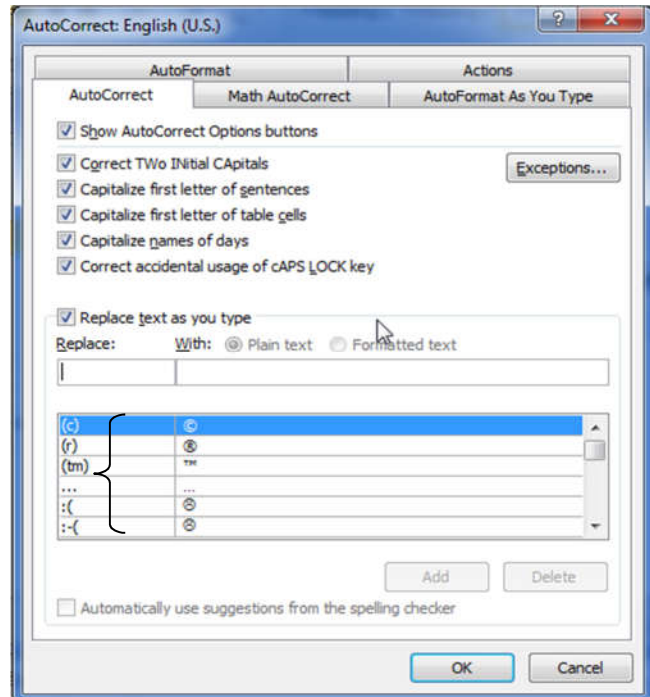 AutoCorrect: English (U.S.)
AutoFormat Actions
AutoCorrect Math AutoCorrect AutoFormat As You Type
Show AutoCorrect Options buttons
Correct TWo INitial CApitals Exceptions...
Capitalize first letter of sentences
Capitalize first letter of table cells
Capitalize names of days
Correct accidental usage of cAPS LOCK key
Replace text as you type
Replace: With: Plain text Formatted text
(c) ©
(r) ®
(tm) ™
... …
:( ☹
:-( ☹
Add Delete
Automatically use suggestions from the spelling checker
OK Cancel